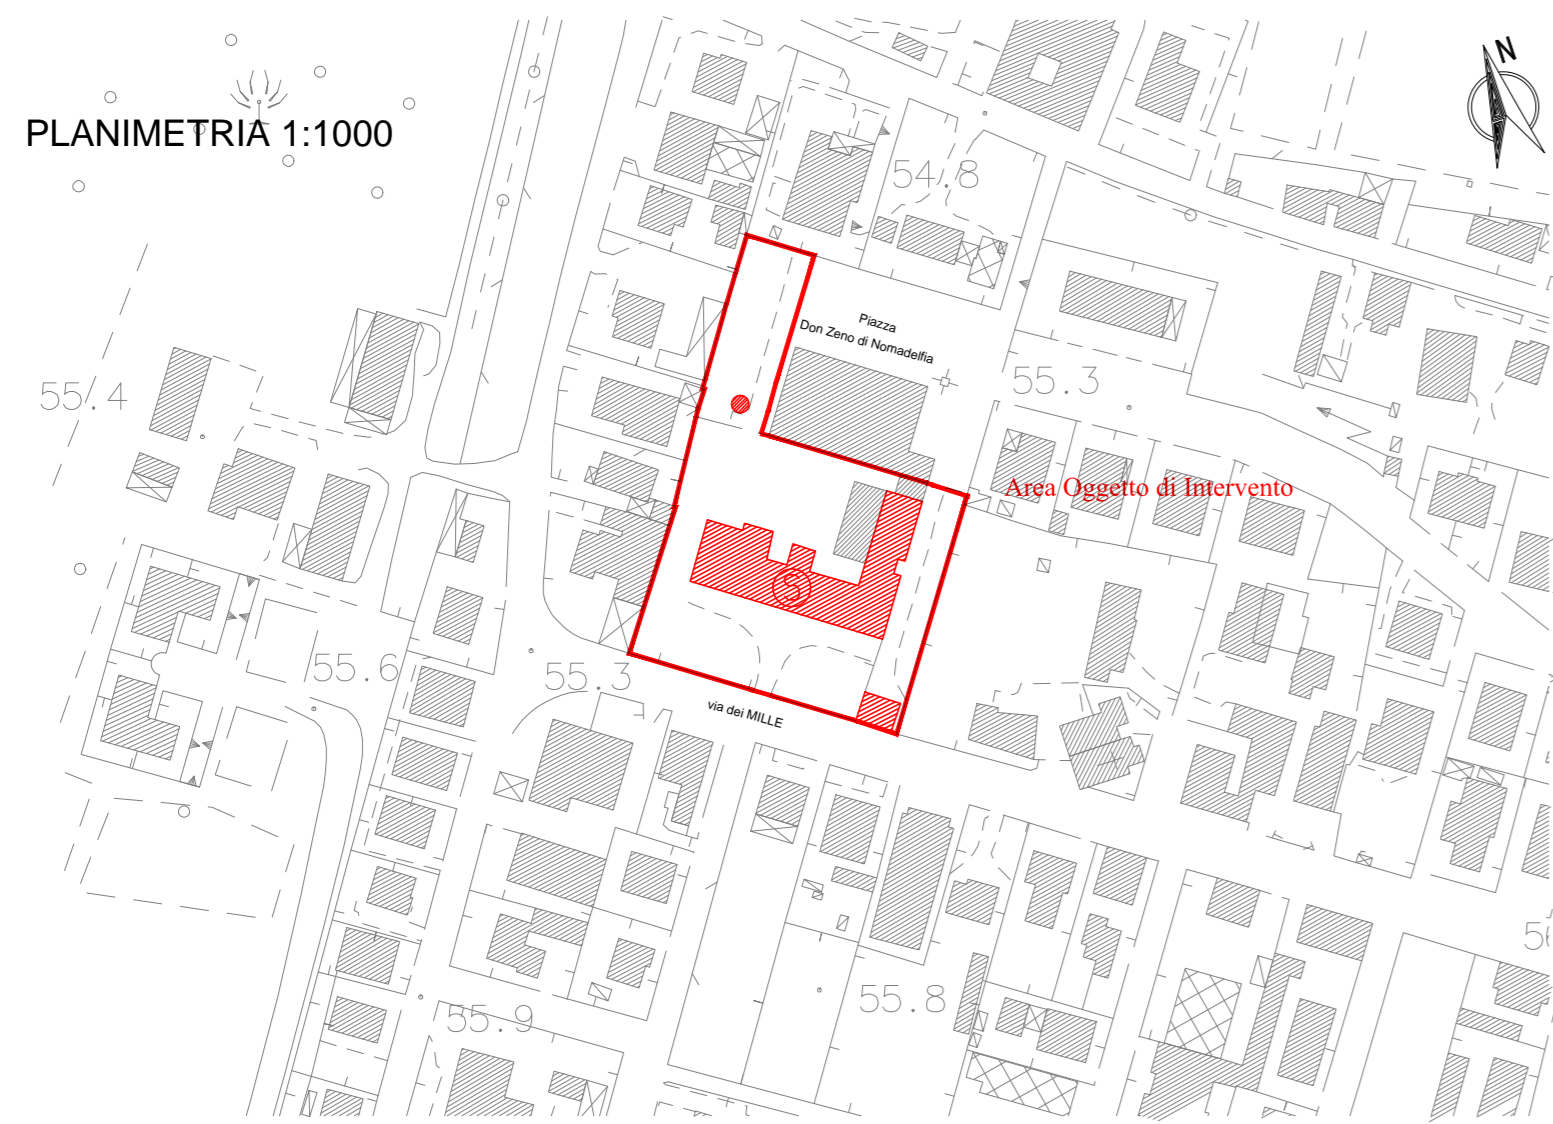 N
PLANIMETRIA 1:1000
54.8
Piazza
Don Zeno di Nomadelfia
55.3
55.4
Area Oggetto di Intervento
S
55.6
55.3
via dei MILLE
55.8
55.9